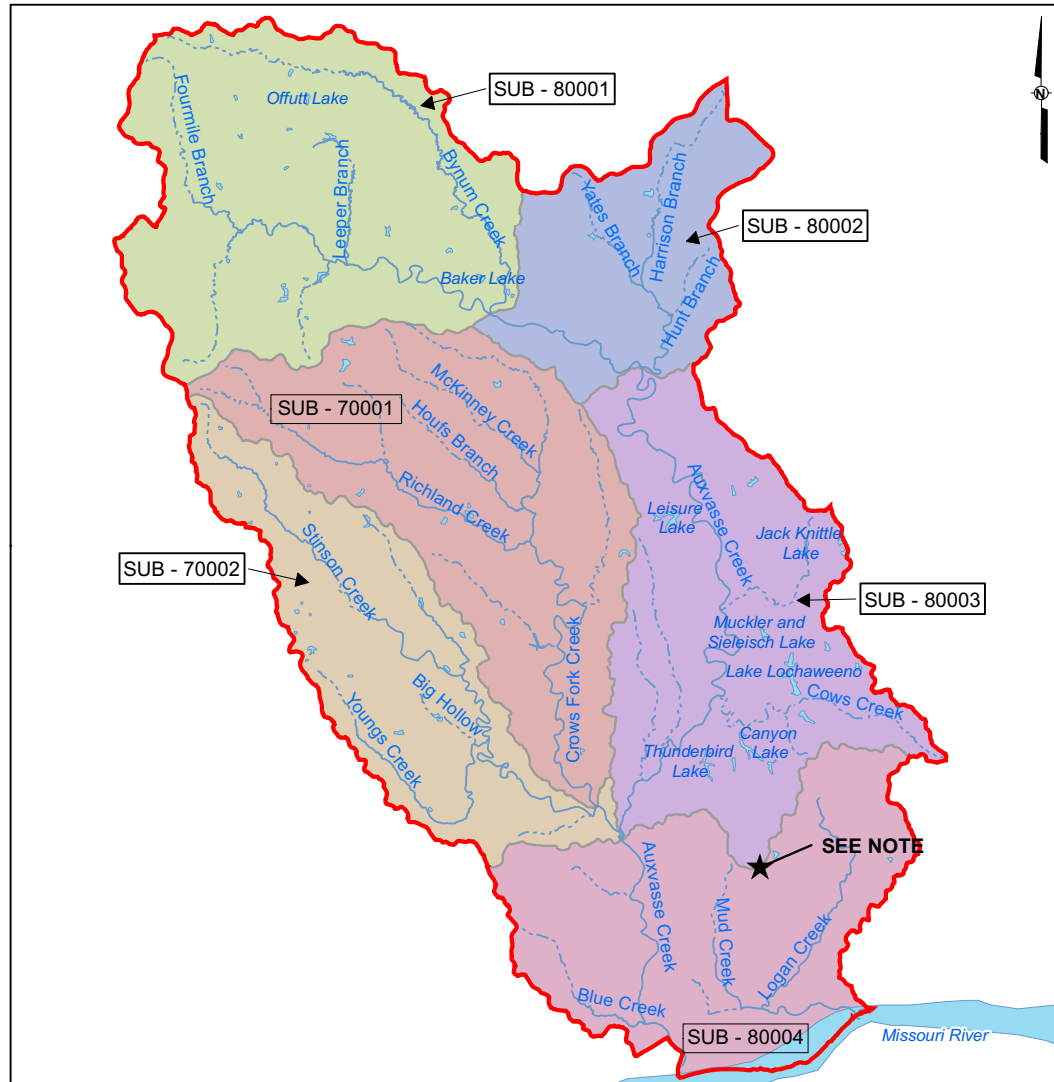 SUB - 80001
Offutt Lake
Fourmile Branch
Leeper Branch
Bynum Creek
Baker Lake
N
Yates Branch
Harrison Branch
Hunt Branch
SUB - 80002
SUB - 70001
McKinney Creek
Houfs Branch
Richland Creek
Crows Fork Creek
SUB - 70002
Stinson Creek
Big Hollow
Youngs Creek
Auxvasse Creek
Leisure
Lake
Jack Knittle
Lake
SUB - 80003
Muckler and
Sieleisch Lake
Lake Lochaweeno
Cows Creek
Canyon
Lake
Thunderbird
Lake
SEE NOTE
Auxvasse Creek
Mud Creek
Logan Creek
Blue Creek
SUB - 80004
Missouri River